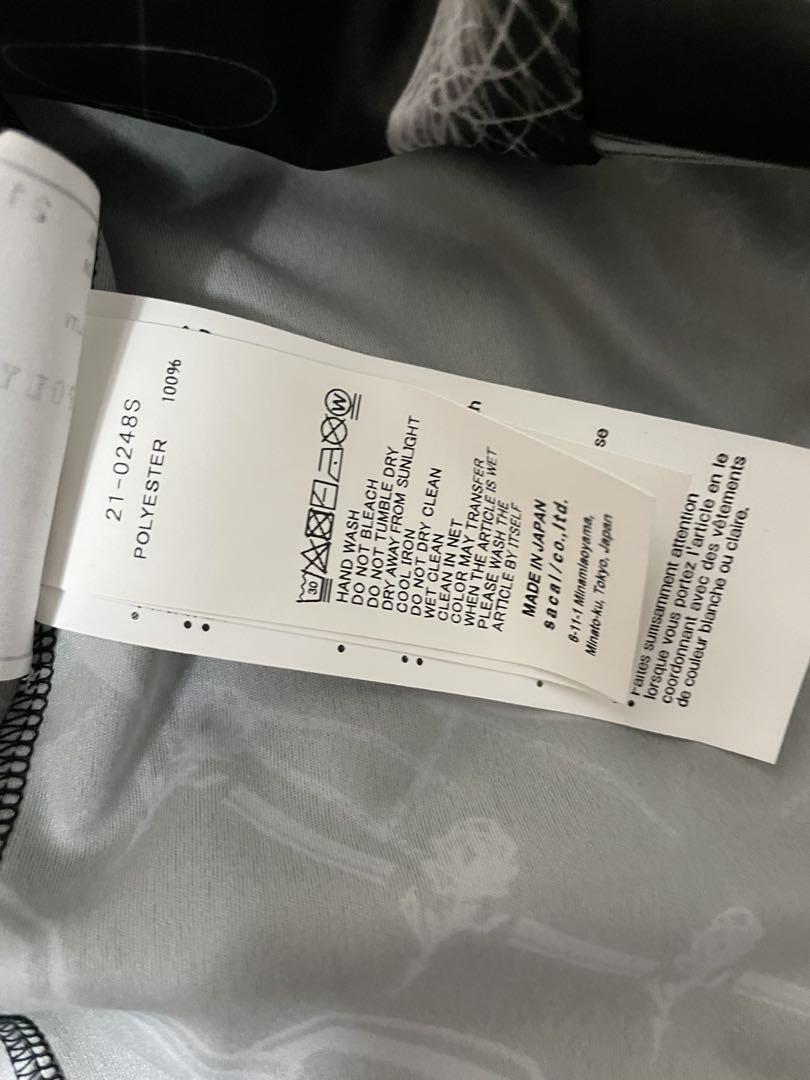 21-0248S
POLYESTER 100%
30
W
HAND WASH
DO NOT BLEACH
DO NOT TUMBLE DRY
DRY AWAY FROM SUNLIGHT
COOL IRON
DO NOT DRY CLEAN
WET CLEAN
CLEAN IN NET
COLOR MAY TRANSFER
WHEN THE ARTICLE IS WET
PLEASE WASH THE
ARTICLE BY ITSELF
MADE IN JAPAN
sacai/co.,ltd.
6-11-1 Minamiaoyama,
Minato-ku, Tokyo, Japan
h
se
attention
lorsque vous portez l'article en le
coordonnant avec des vêtements
de couleur blanche ou claire.